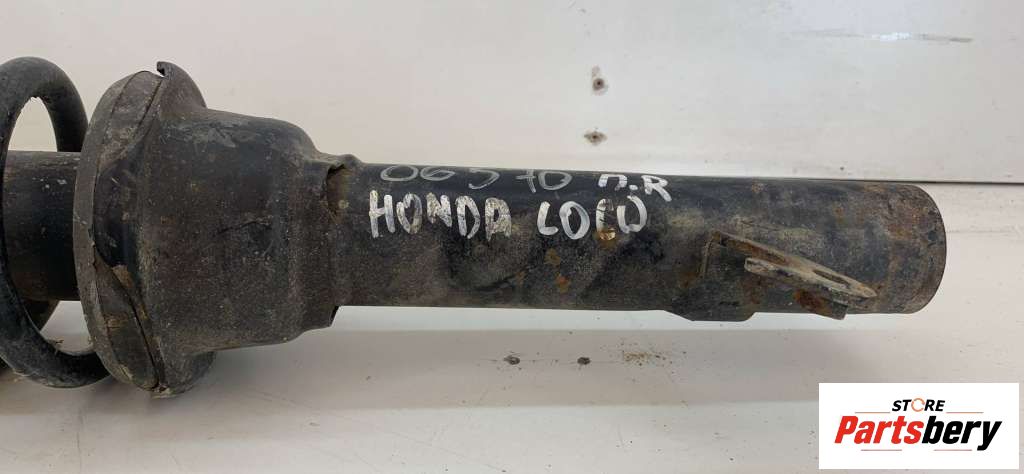 06570 п.R
HONDA LOGO
STORE
Partsbery